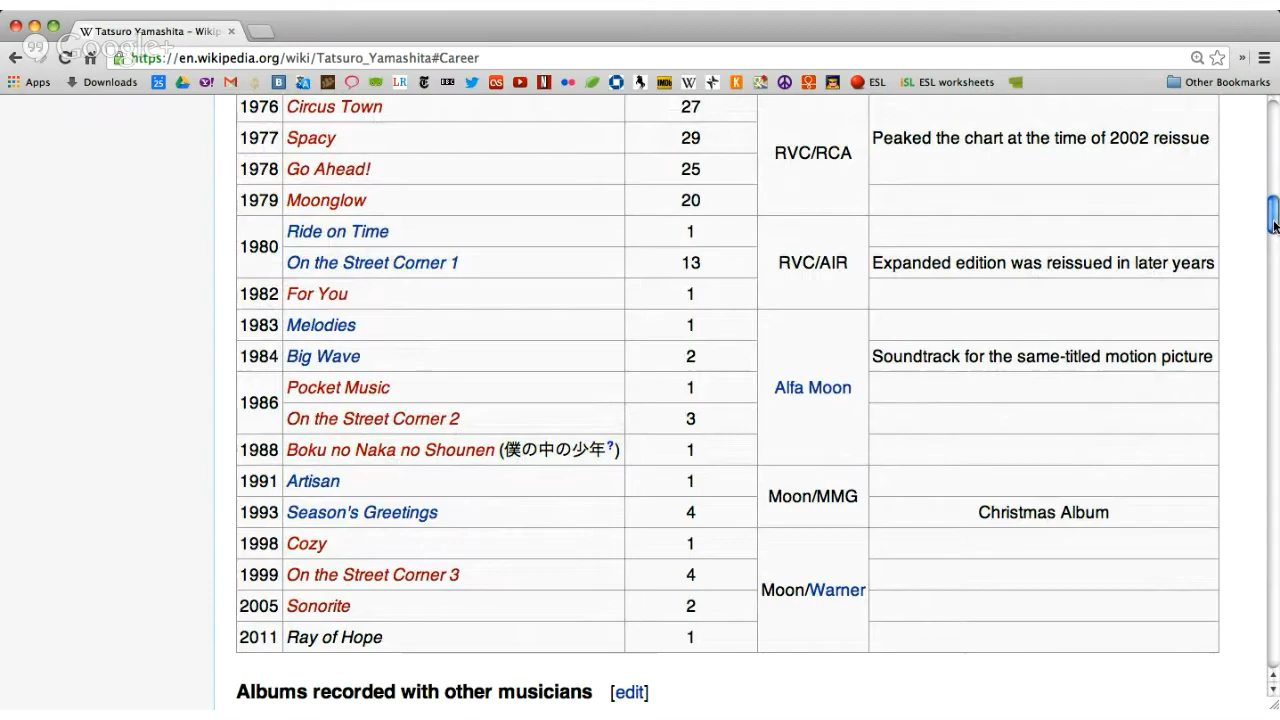 Tatsuro Yamashita – Wikip
Google+
https://en.wikipedia.org/wiki/Tatsuro_Yamashita#Career
Apps Downloads 25 Y! B LR T IMDb W K ESL iSL ESL worksheets Other Bookmarks
1976 Circus Town 27
RVC/RCA
1977 Spacy 29 Peaked the chart at the time of 2002 reissue
1978 Go Ahead! 25
1979 Moonglow 20
1980 Ride on Time 1
On the Street Corner 1 13 RVC/AIR Expanded edition was reissued in later years
1982 For You 1
1983 Melodies 1
1984 Big Wave 2 Soundtrack for the same-titled motion picture
1986 Pocket Music 1 Alfa Moon
On the Street Corner 2 3
1988 Boku no Naka no Shounen (僕の中の少年?) 1
1991 Artisan 1 Moon/MMG
1993 Season's Greetings 4 Christmas Album
1998 Cozy 1
1999 On the Street Corner 3 4 Moon/Warner
2005 Sonorite 2
2011 Ray of Hope 1
Albums recorded with other musicians [edit]